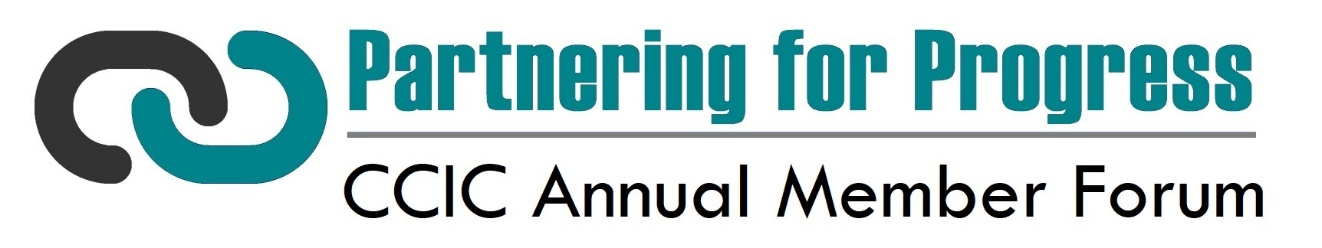 Partnering for Progress
CCIC Annual Member Forum